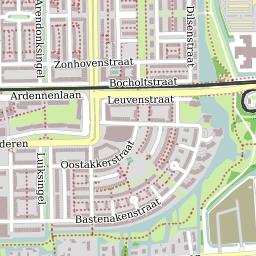 Arendonksingel
Dilsenstraat
Zonhovenstraat
Bocholtstraat
Ardennenlaan
Leuvenstraat
deren
Luiksingel
Oostakkerstraat
Bastenakenstraat